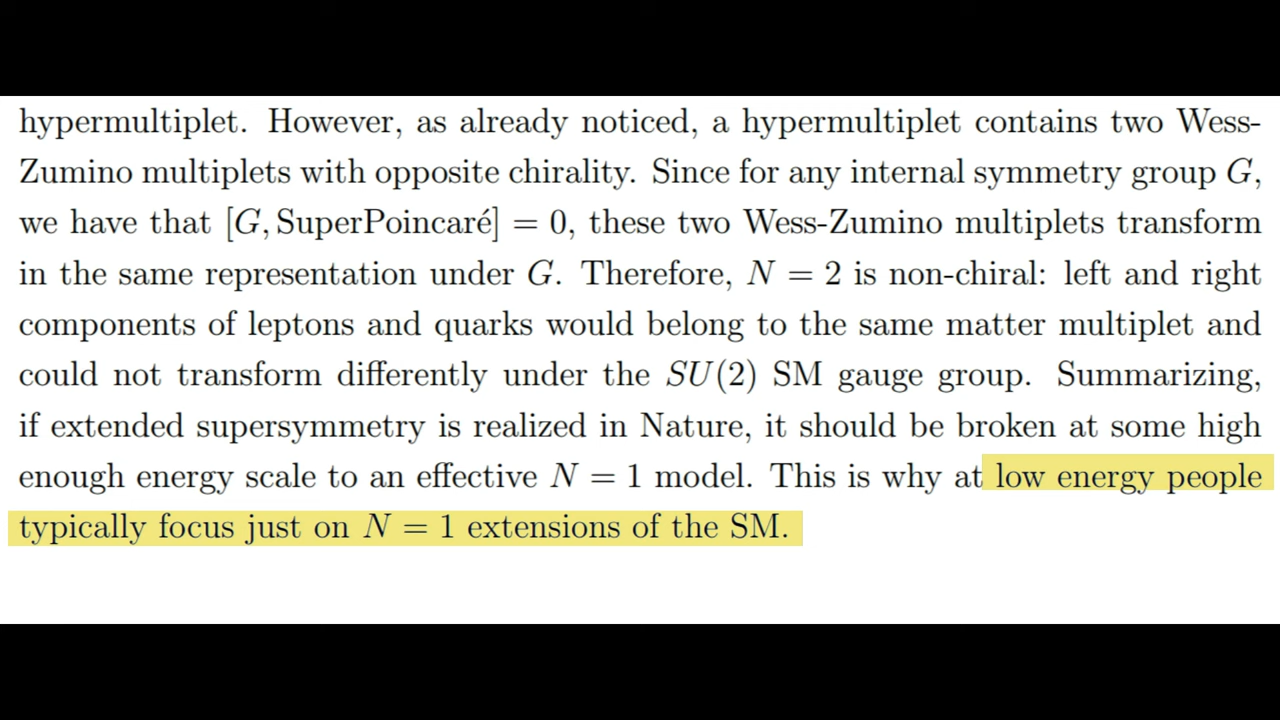 hypermultiplet. However, as already noticed, a hypermultiplet contains two Wess-
Zumino multiplets with opposite chirality. Since for any internal symmetry group G,
we have that [G, SuperPoincaré] = 0, these two Wess-Zumino multiplets transform
in the same representation under G. Therefore, N = 2 is non-chiral: left and right
components of leptons and quarks would belong to the same matter multiplet and
could not transform differently under the SU(2) SM gauge group. Summarizing,
if extended supersymmetry is realized in Nature, it should be broken at some high
enough energy scale to an effective N = 1 model. This is why at low energy people
typically focus just on N = 1 extensions of the SM.